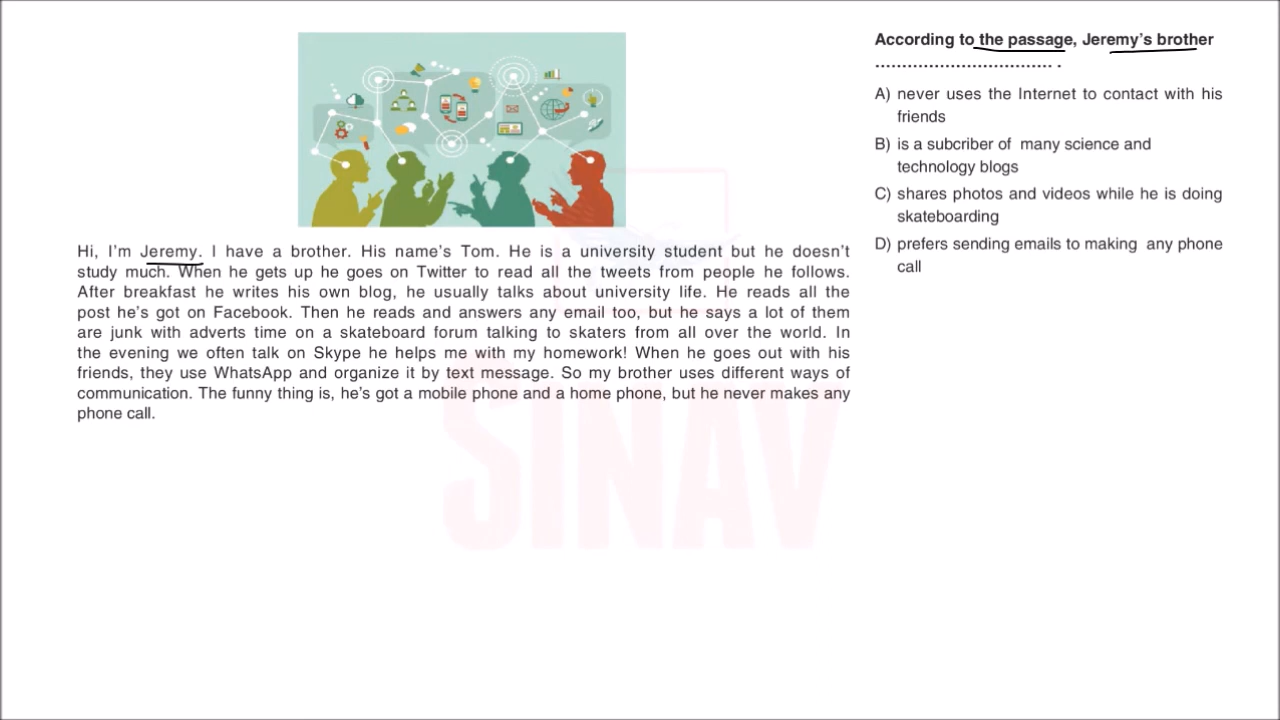 Hi, I'm Jeremy. I have a brother. His name's Tom. He is a university student but he doesn't
study much. When he gets up he goes on Twitter to read all the tweets from people he follows.
After breakfast he writes his own blog, he usually talks about university life. He reads all the
post he's got on Facebook. Then he reads and answers any email too, but he says a lot of them
are junk with adverts time on a skateboard forum talking to skaters from all over the world. In
the evening we often talk on Skype he helps me with my homework! When he goes out with his
friends, they use WhatsApp and organize it by text message. So my brother uses different ways of
communication. The funny thing is, he's got a mobile phone and a home phone, but he never makes any
phone call.
SINAV
According to the passage, Jeremy's brother
................................. .
A) never uses the Internet to contact with his
friends
B) is a subcriber of many science and
technology blogs
C) shares photos and videos while he is doing
skateboarding
D) prefers sending emails to making any phone
call